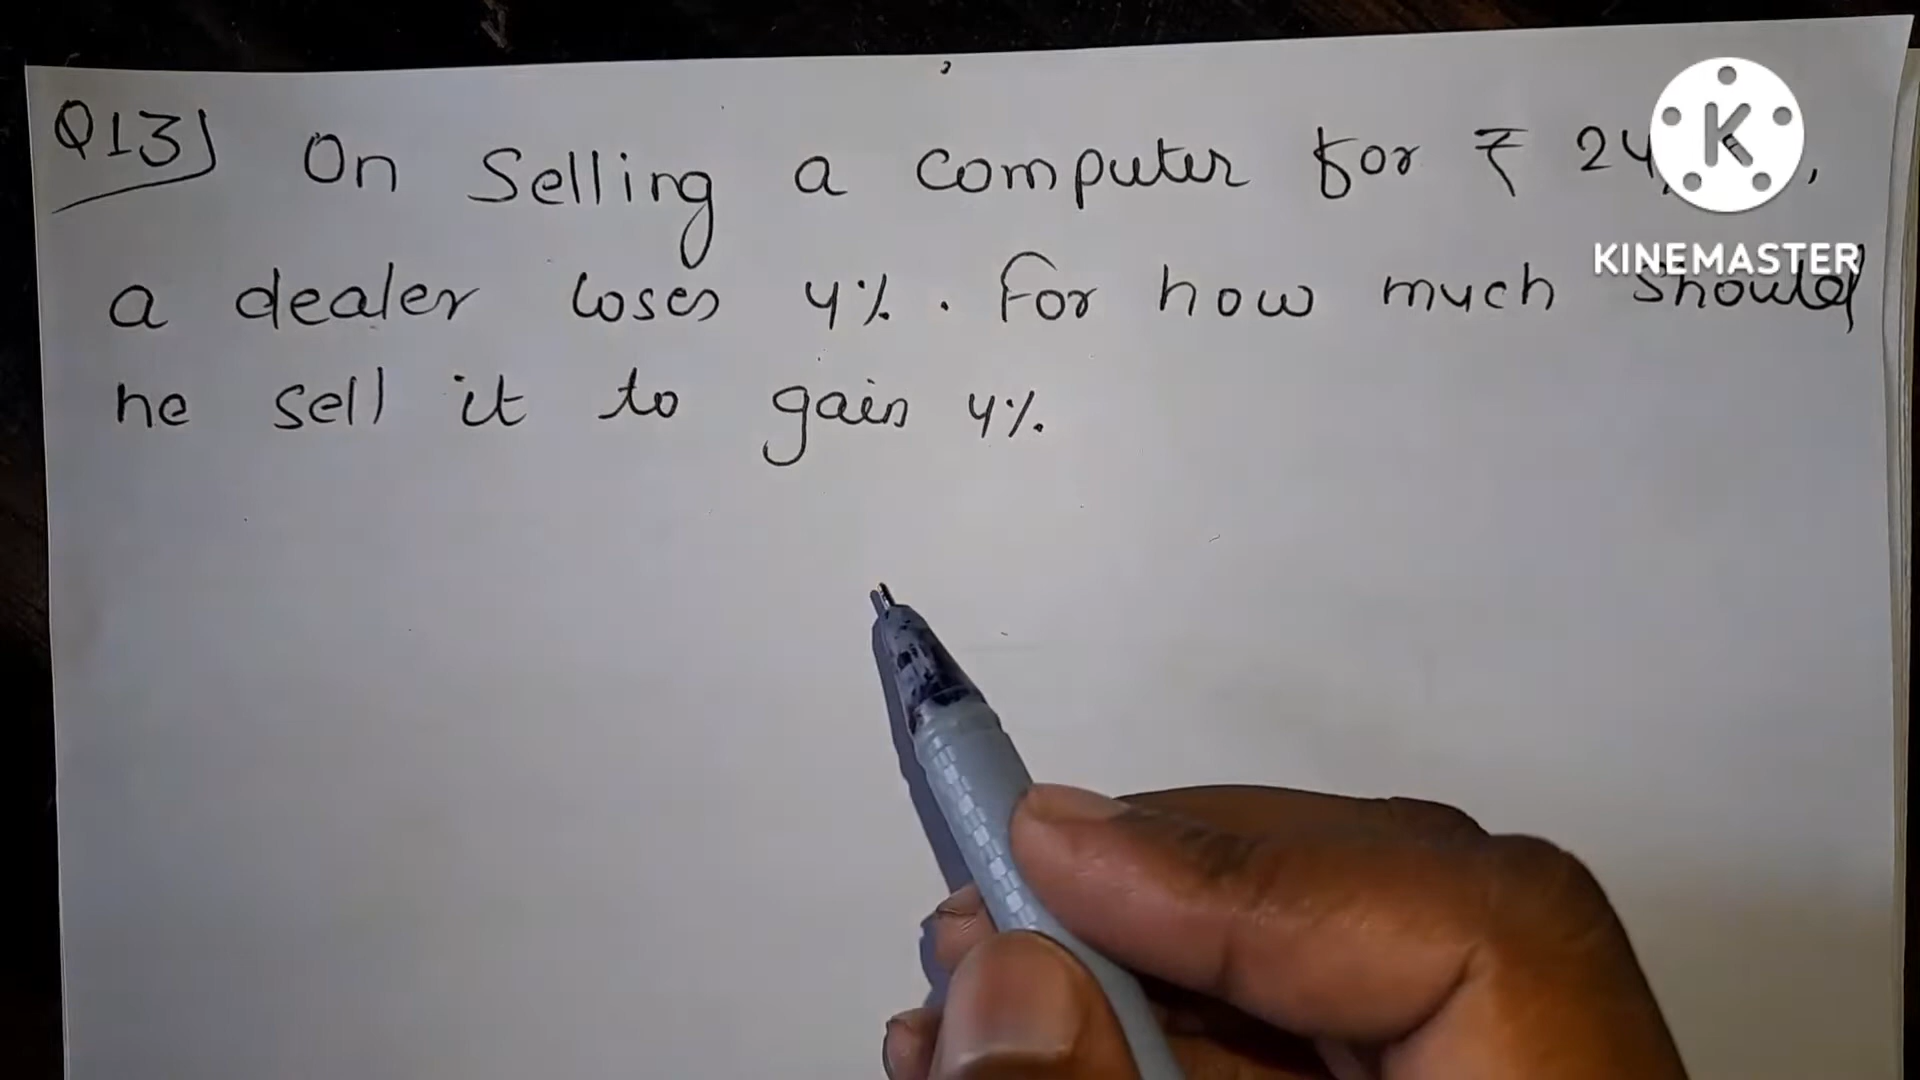 Q13) On Selling a computer for ₹ 24,
a dealer loses 4%. For how much should
he sell it to gain 4%.
K
KINEMASTER